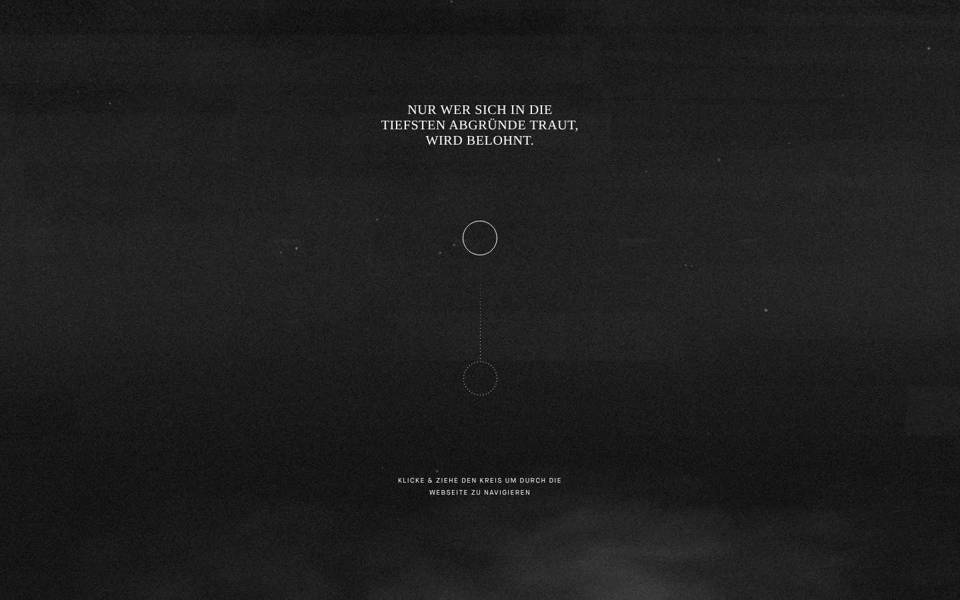 NUR WER SICH IN DIE
TIEFSTEN ABGRÜNDE TRAUT,
WIRD BELOHNT.
KLICKE & ZIEHE DEN KREIS UM DURCH DIE
WEBSEITE ZU NAVIGIEREN